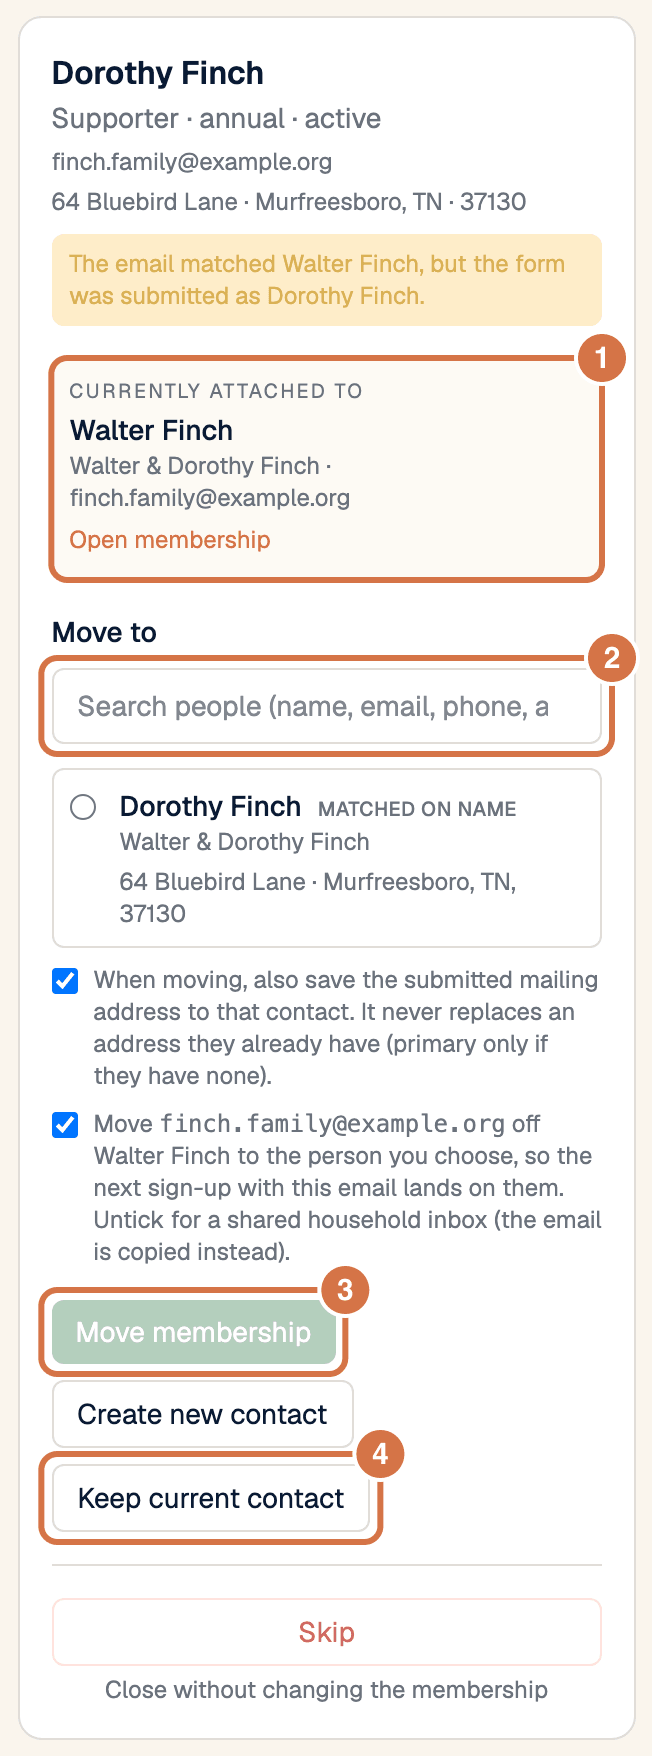 Dorothy Finch
Supporter · annual · active
finch.family@example.org
64 Bluebird Lane · Murfreesboro, TN · 37130
The email matched Walter Finch, but the form
was submitted as Dorothy Finch.
1
CURRENTLY ATTACHED TO
Walter Finch
Walter & Dorothy Finch ·
finch.family@example.org
Open membership
Move to
2
Search people (name, email, phone, a
Dorothy Finch MATCHED ON NAME
Walter & Dorothy Finch
64 Bluebird Lane · Murfreesboro, TN,
37130
When moving, also save the submitted mailing
address to that contact. It never replaces an
address they already have (primary only if
they have none).
Move finch.family@example.org off
Walter Finch to the person you choose, so the
next sign-up with this email lands on them.
Untick for a shared household inbox (the email
is copied instead).
3
Move membership
Create new contact
4
Keep current contact
Skip
Close without changing the membership